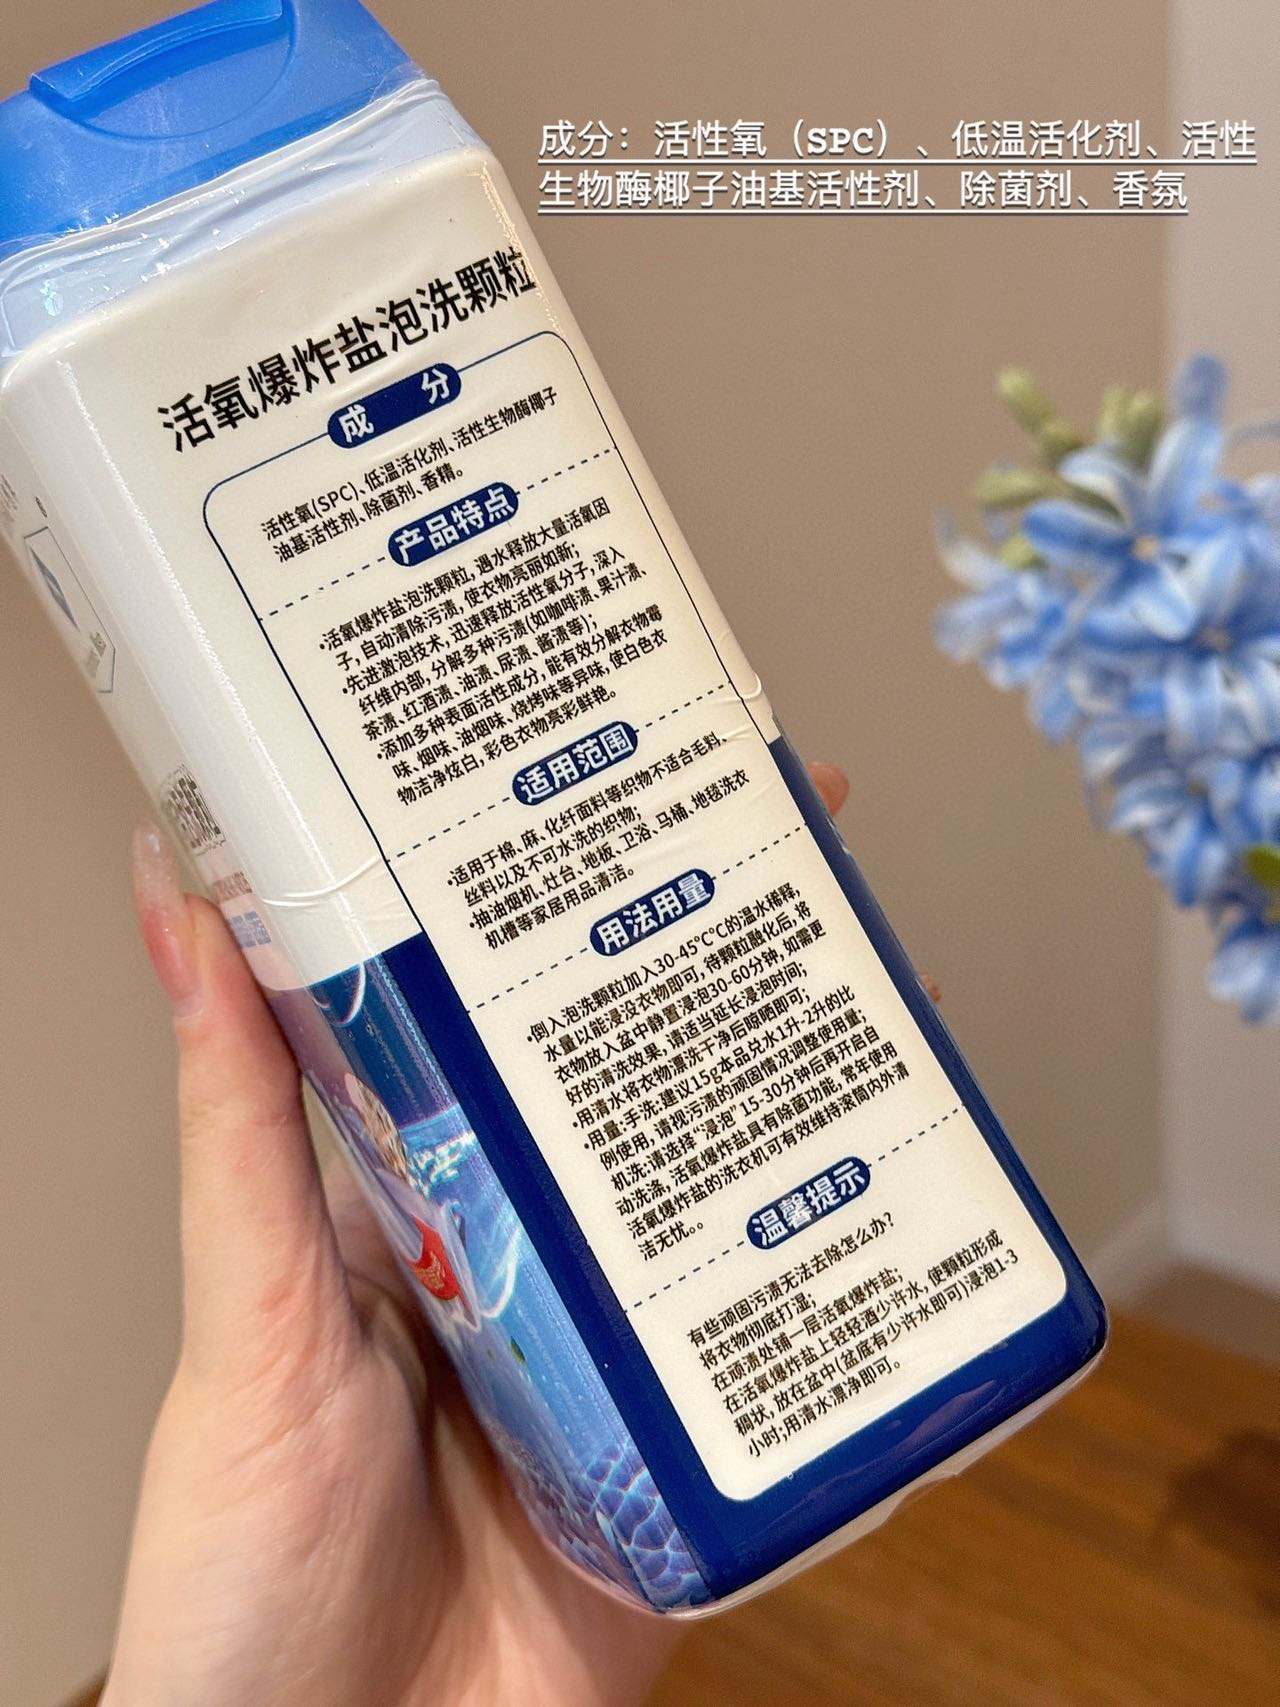 成分：活性氧（SPC）、低温活化剂、活性
生物酶椰子油基活性剂、除菌剂、香氛
活氧爆炸盐泡洗颗粒
成 分
活性氧(SPC)、低温活化剂、活性生物酶椰子
油基活性剂、除菌剂、香精。
产品特点
•活氧爆炸盐泡洗颗粒，遇水释放大量活氧因
子，自动清除污渍，使衣物亮丽如新；
•先进激泡技术，迅速释放活性氧分子，深入
纤维内部，分解多种污渍(如咖啡渍、果汁渍、
茶渍、红酒渍、油渍、尿渍、酱渍等)；
•添加多种表面活性成分，能有效分解衣物霉
味、烟味、油烟味、烧烤味等异味，使白色衣
物洁净炫白，彩色衣物亮彩鲜艳。
适用范围
•适用于棉、麻、化纤面料等织物不适合毛料、
丝料以及不可水洗的织物；
•抽油烟机、灶台、地板、卫浴、马桶、地毯洗衣
机槽等家居用品清洁。
用法用量
•倒入泡洗颗粒加入30-45℃℃的温水稀释，
水量以能浸没衣物即可，待颗粒融化后，将
衣物放入盆中静置浸泡30-60分钟，如需更
好的清洗效果，请适当延长浸泡时间；
•用清水将衣物漂洗干净后晾晒即可；
•用量：手洗：建议15g本品兑水1升-2升的比
例使用，请视污渍的顽固情况调整使用量；
机洗：请选择“浸泡”15-30分钟后再开启自
动洗涤，活氧爆炸盐具有除菌功能，常年使用
活氧爆炸盐的洗衣机可有效维持滚筒内外清
洁无忧。。
温馨提示
有些顽固污渍无法去除怎么办？
将衣物彻底打湿；
在顽渍处铺一层活氧爆炸盐；
在活氧爆炸盐上轻轻洒少许水，使颗粒形成
稠状，放在盆中(盆底有少许水即可)浸泡1-3
小时；用清水漂净即可。